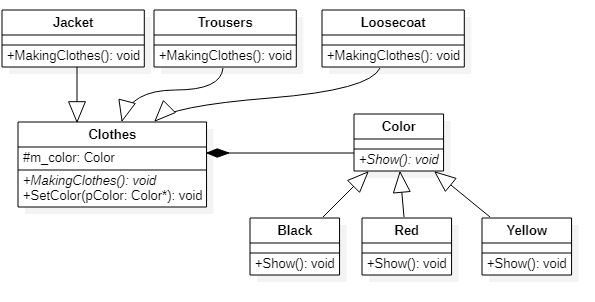 Jacket
+MakingClothes(): void
Trousers
+MakingClothes(): void
Loosecoat
+MakingClothes(): void
Clothes
#m_color: Color
+MakingClothes(): void
+SetColor(pColor: Color*): void
Color
+Show(): void
Black
+Show(): void
Red
+Show(): void
Yellow
+Show(): void